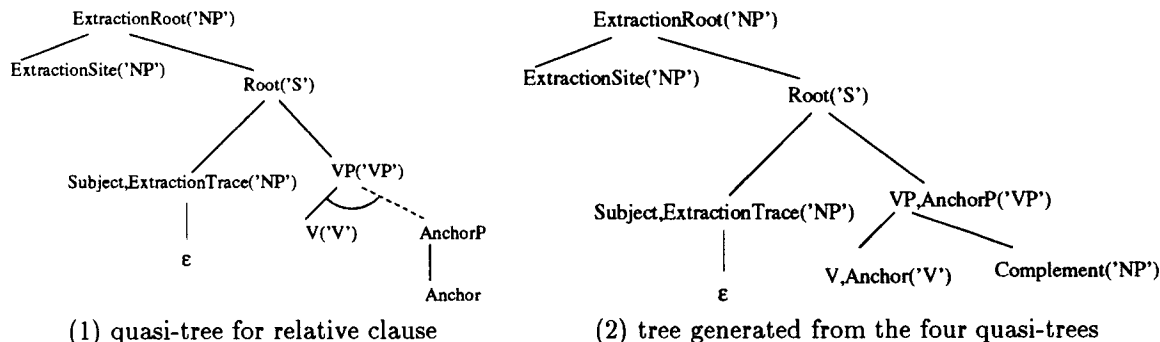 ExtractionRoot('NP')
ExtractionSite('NP')
Root('S')
Subject,ExtractionTrace('NP')
VP('VP')
V('V')
AnchorP
ε
Anchor
(1) quasi-tree for relative clause
ExtractionRoot('NP')
ExtractionSite('NP')
Root('S')
Subject,ExtractionTrace('NP')
VP,AnchorP('VP')
V,Anchor('V')
Complement('NP')
ε
(2) tree generated from the four quasi-trees